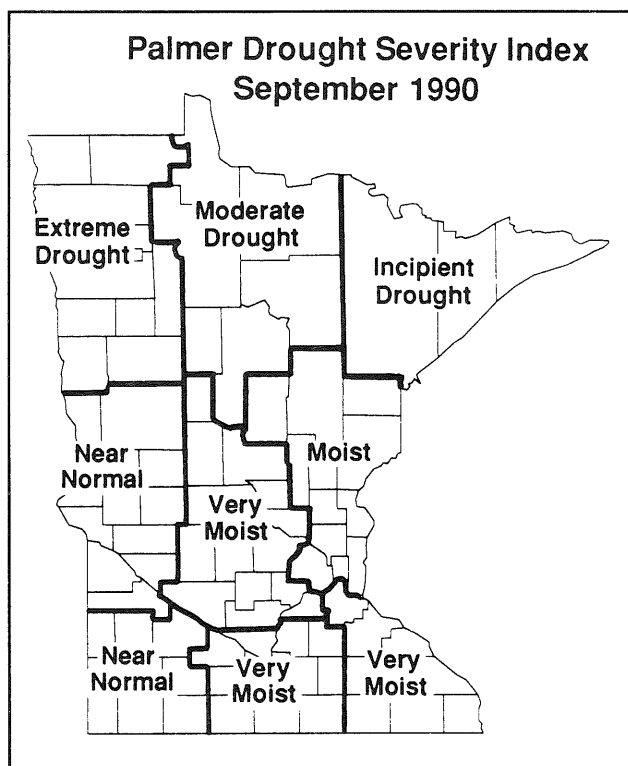 Palmer Drought Severity Index
September 1990
Extreme
Drought
Moderate
Drought
Incipient
Drought
Near
Normal
Very
Moist
Moist
Near
Normal
Very
Moist
Very
Moist